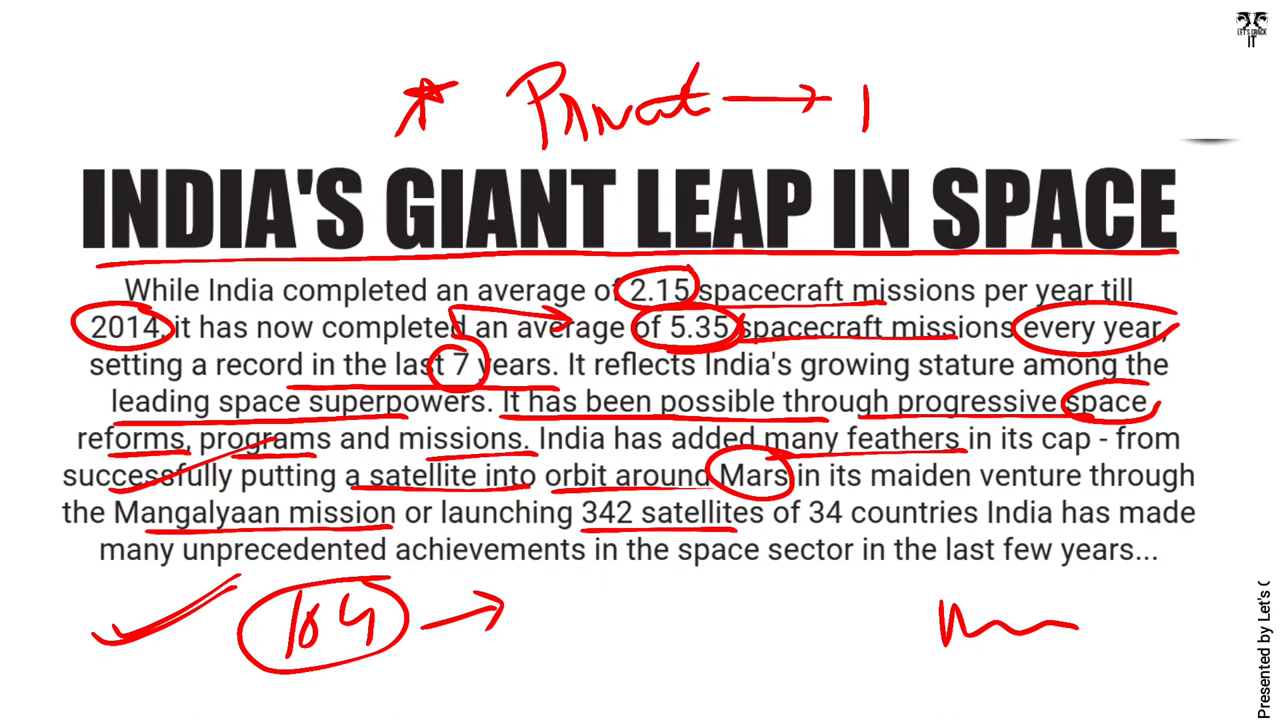 LET'S CRACK
IT
* Privat → 1
INDIA'S GIANT LEAP IN SPACE
While India completed an average of 2.15 spacecraft missions per year till
2014, it has now completed an average of 5.35 spacecraft missions every year,
setting a record in the last 7 years. It reflects India's growing stature among the
leading space superpowers. It has been possible through progressive space
reforms, programs and missions. India has added many feathers in its cap - from
successfully putting a satellite into orbit around Mars in its maiden venture through
the Mangalyaan mission or launching 342 satellites of 34 countries India has made
many unprecedented achievements in the space sector in the last few years...
104 →
Presented by Let's C